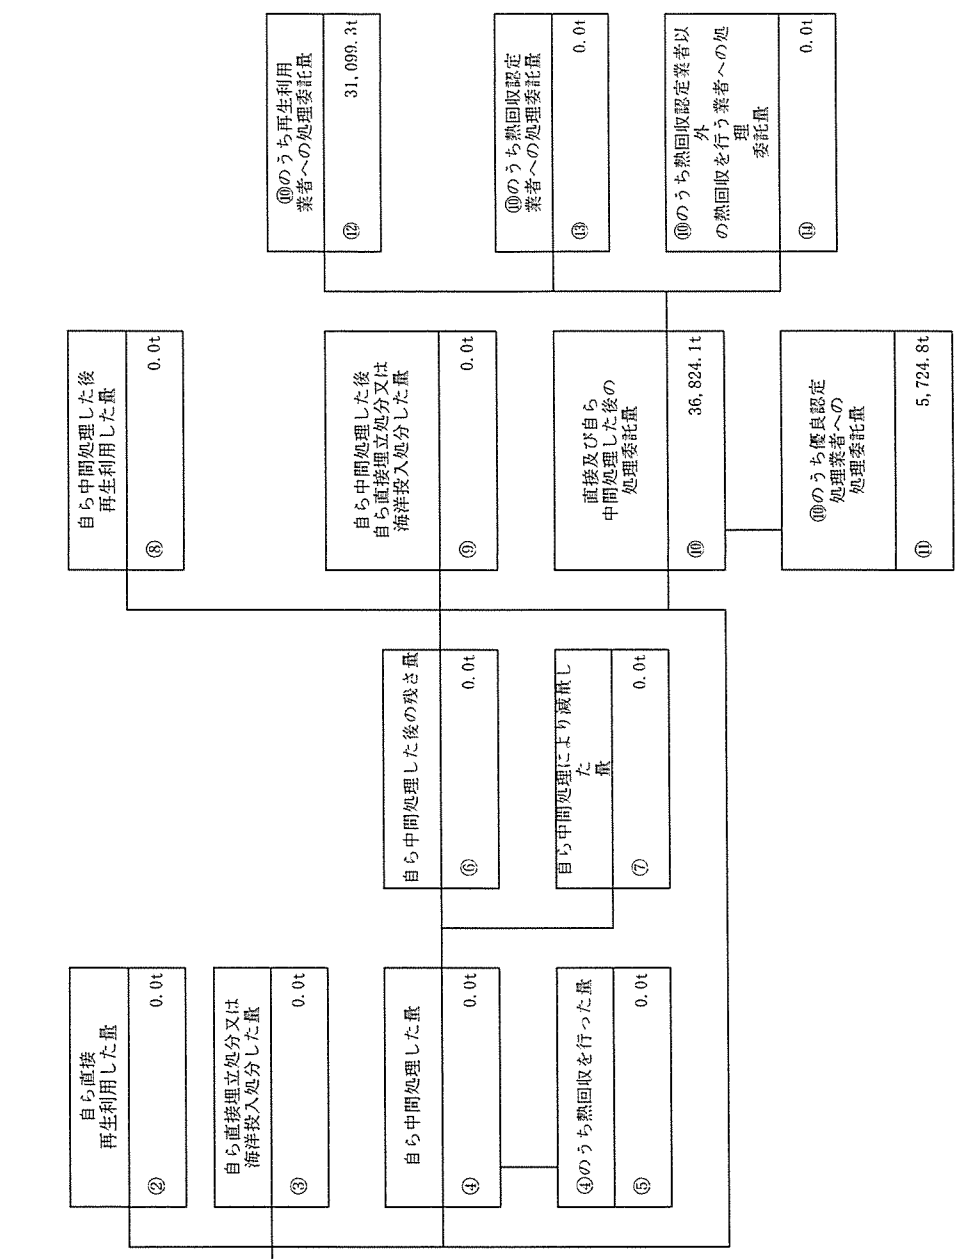 自ら直接
再生利用した量
② 0.0t
自ら直接埋立処分又は
海洋投入処分した量
③ 0.0t
自ら中間処理した量
④ 0.0t
④のうち熱回収を行った量
⑤ 0.0t
自ら中間処理した後の残さ量
⑥ 0.0t
自ら中間処理により減量し
た
量
⑦ 0.0t
自ら中間処理した後
再生利用した量
⑧ 0.0t
自ら中間処理した後
自ら直接埋立処分又は
海洋投入処分した量
⑨ 0.0t
直接及び自ら
中間処理した後の
処理委託量
⑩ 36,824.1t
⑩のうち優良認定
処理業者への
処理委託量
⑪ 5,724.8t
⑩のうち再生利用
業者への処理委託量
⑫ 31,099.3t
⑩のうち熱回収認定
業者への処理委託量
⑬ 0.0t
⑩のうち熱回収認定業者以
外
の熱回収を行う業者への処
理
委託量
⑭ 0.0t